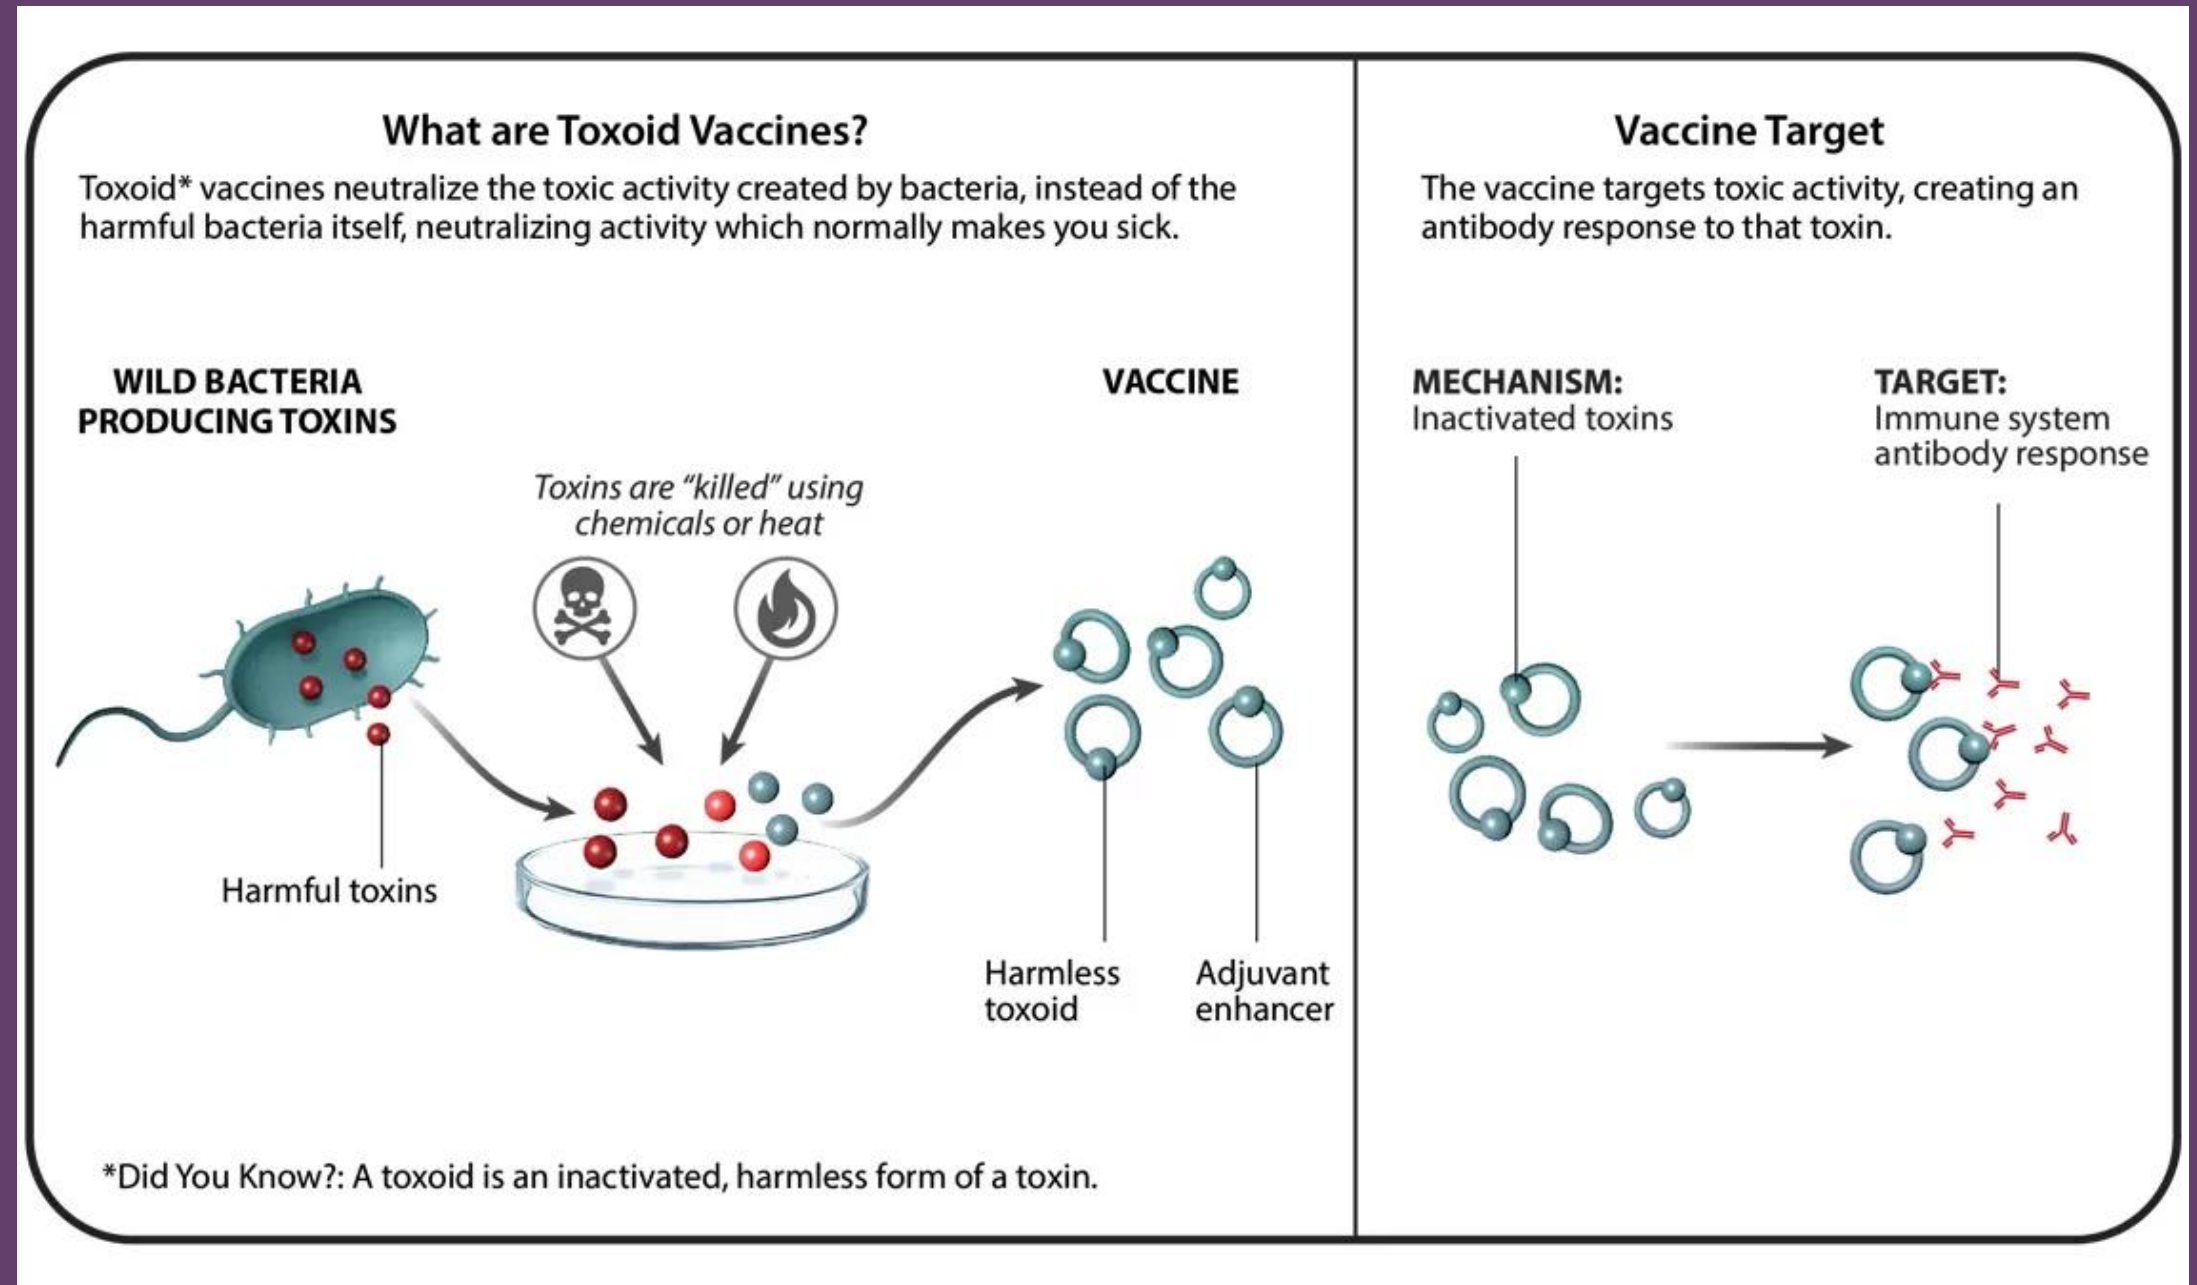 What are Toxoid Vaccines?
Toxoid* vaccines neutralize the toxic activity created by bacteria, instead of the
harmful bacteria itself, neutralizing activity which normally makes you sick.
WILD BACTERIA
PRODUCING TOXINS
Toxins are “killed” using
chemicals or heat
VACCINE
Harmful toxins
Harmless
toxoid
Adjuvant
enhancer
*Did You Know?: A toxoid is an inactivated, harmless form of a toxin.
Vaccine Target
The vaccine targets toxic activity, creating an
antibody response to that toxin.
MECHANISM:
Inactivated toxins
TARGET:
Immune system
antibody response